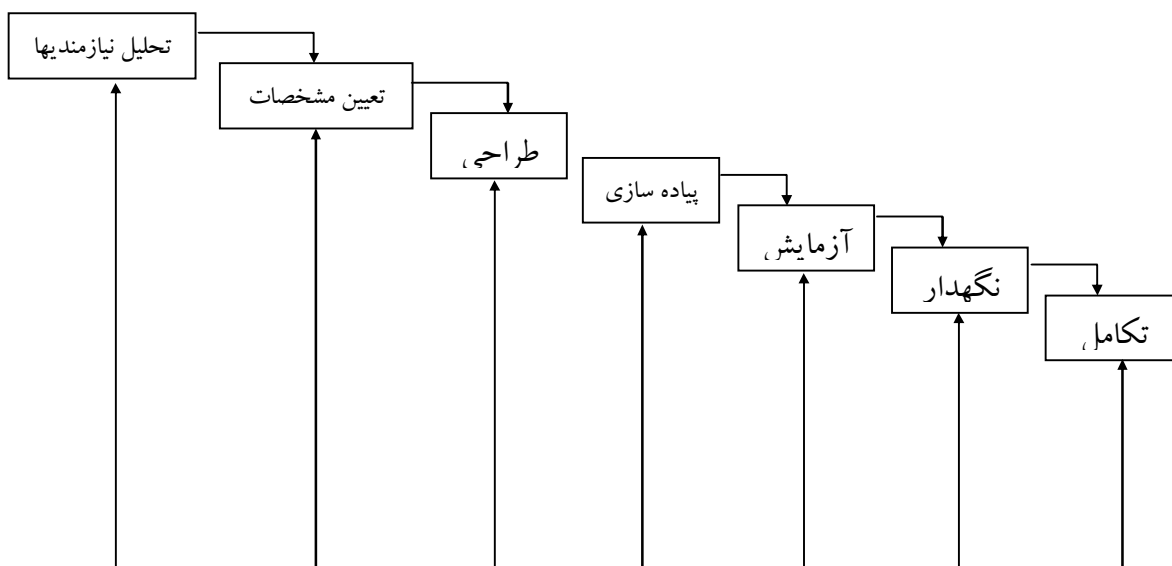 تحلیل نیازمندیها
تعیین مشخصات
طراحی
پیاده سازی
آزمایش
نگهدار
تکامل